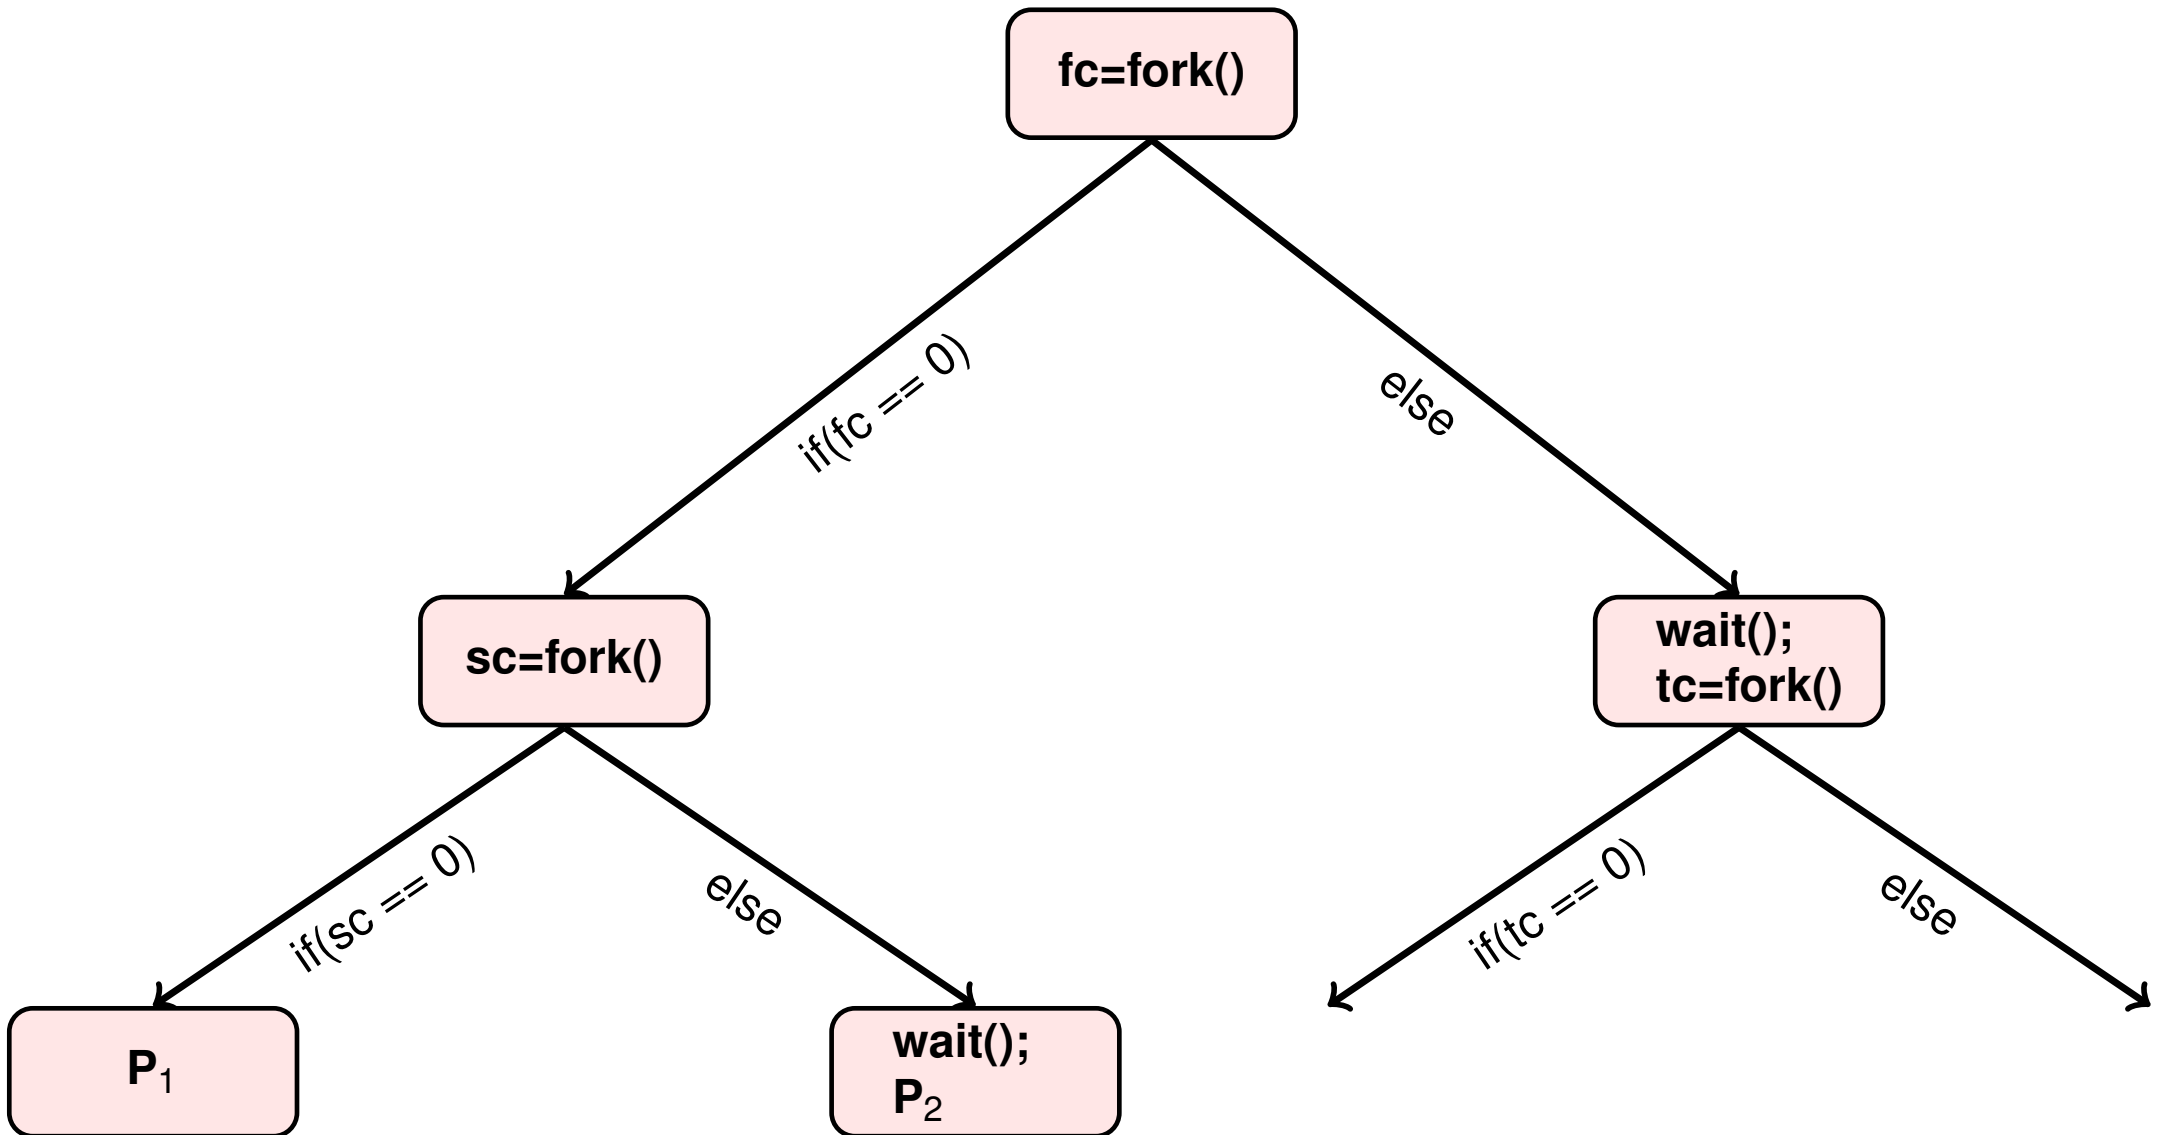 fc=fork()
if(fc == 0)
else
sc=fork()
wait();
tc=fork()
if(sc == 0)
else
if(tc == 0)
else
P1
wait();
P2